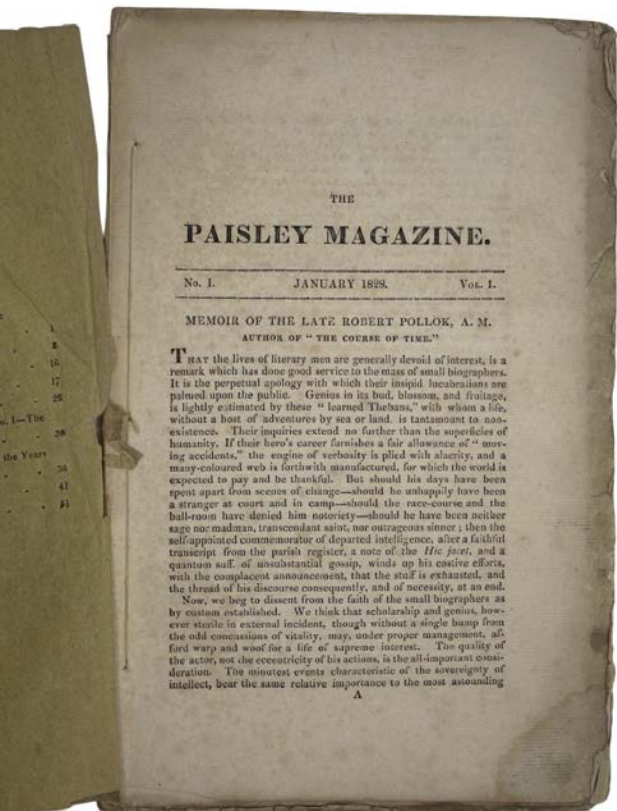 o. I—The
the Years
1
8
16
17
28
38
41
THE
PAISLEY MAGAZINE.
No. I. JANUARY 1828. Vol. I.
MEMOIR OF THE LATE ROBERT POLLOK, A. M.
AUTHOR OF “ THE COURSE OF TIME.”
THAT the lives of literary men are generally devoid of interest, is a
remark which has done good service to the mass of small biographers.
It is the perpetual apology with which their insipid lucubrations are
palmed upon the public. Genius in its bud, blossom, and fruitage,
is lightly estimated by these “ learned Thebans,” with whom a life,
without a host of adventures by sea or land, is tantamount to non-
existence. Their inquiries extend no further than the superficies of
humanity. If their hero's career furnishes a fair allowance of “ mov-
ing accidents,” the engine of verbosity is plied with alacrity, and a
many-coloured web is forthwith manufactured, for which the world is
expected to pay and be thankful. But should his days have been
spent apart from scenes of change—should he unhappily have been
a stranger at court and in camp—should the race-course and the
ball-room have denied him notoriety—should he have been neither
sage nor madman, transcendant saint, nor outrageous sinner ; then the
self-appointed commemorator of departed intelligence, after a faithful
transcript from the parish register, a note of the Hic jacet, and a
quantum suff. of unsubstantial gossip, winds up his costive efforts,
with the complacent announcement, that the stuff is exhausted, and
the thread of his discourse consequently, and of necessity, at an end.
Now, we beg to dissent from the faith of the small biographers as
by custom established. We think that scholarship and genius, how-
ever sterile in external incident, though without a single bump from
the odd concussions of vitality, may, under proper management, af-
ford warp and woof for a life of supreme interest. The quality of
the actor, not the eccentricity of his actions, is the all-important consi-
deration. The minutest events characteristic of the sovereignty of
intellect, bear the same relative importance to the most astounding
A